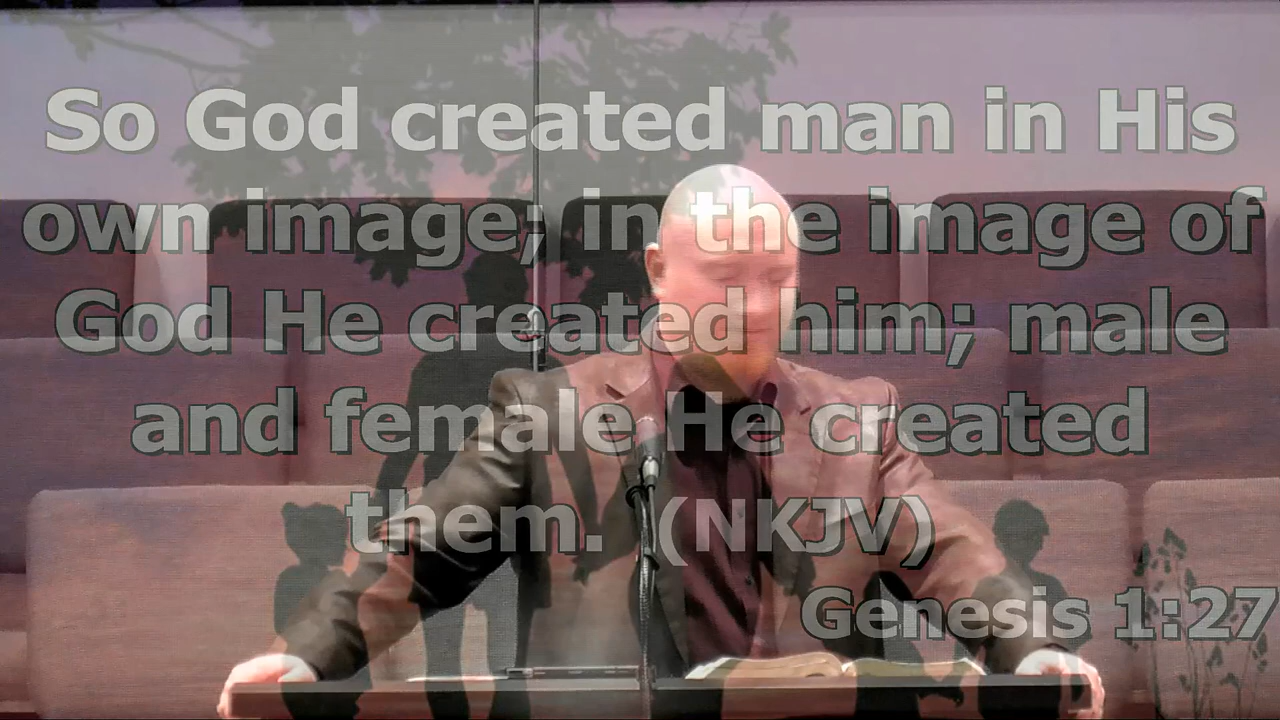 So God created man in His
own image; in the image of
God He created him; male
and female He created
them. (NKJV)
Genesis 1:27